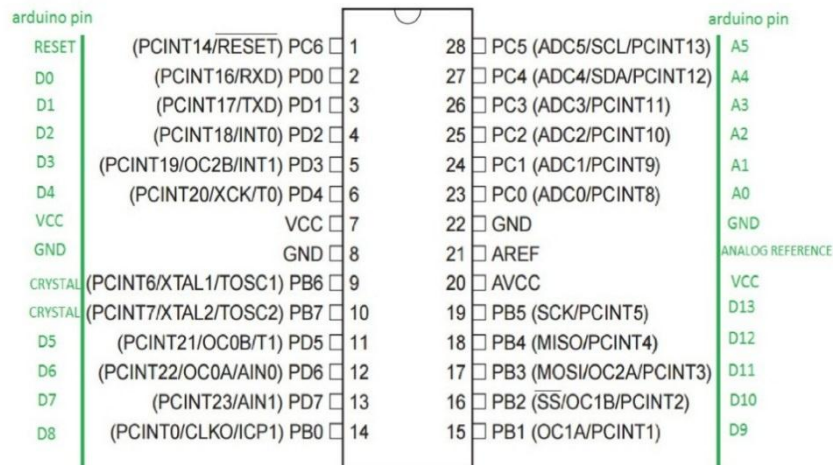 arduino pin arduino pin
RESET (PCINT14/RESET) PC6 1 28 PC5 (ADC5/SCL/PCINT13) A5
D0 (PCINT16/RXD) PD0 2 27 PC4 (ADC4/SDA/PCINT12) A4
D1 (PCINT17/TXD) PD1 3 26 PC3 (ADC3/PCINT11) A3
D2 (PCINT18/INT0) PD2 4 25 PC2 (ADC2/PCINT10) A2
D3 (PCINT19/OC2B/INT1) PD3 5 24 PC1 (ADC1/PCINT9) A1
D4 (PCINT20/XCK/T0) PD4 6 23 PC0 (ADC0/PCINT8) A0
VCC VCC 7 22 GND GND
GND GND 8 21 AREF ANALOG REFERENCE
CRYSTAL (PCINT6/XTAL1/TOSC1) PB6 9 20 AVCC VCC
CRYSTAL (PCINT7/XTAL2/TOSC2) PB7 10 19 PB5 (SCK/PCINT5) D13
D5 (PCINT21/OC0B/T1) PD5 11 18 PB4 (MISO/PCINT4) D12
D6 (PCINT22/OC0A/AIN0) PD6 12 17 PB3 (MOSI/OC2A/PCINT3) D11
D7 (PCINT23/AIN1) PD7 13 16 PB2 (SS/OC1B/PCINT2) D10
D8 (PCINT0/CLKO/ICP1) PB0 14 15 PB1 (OC1A/PCINT1) D9